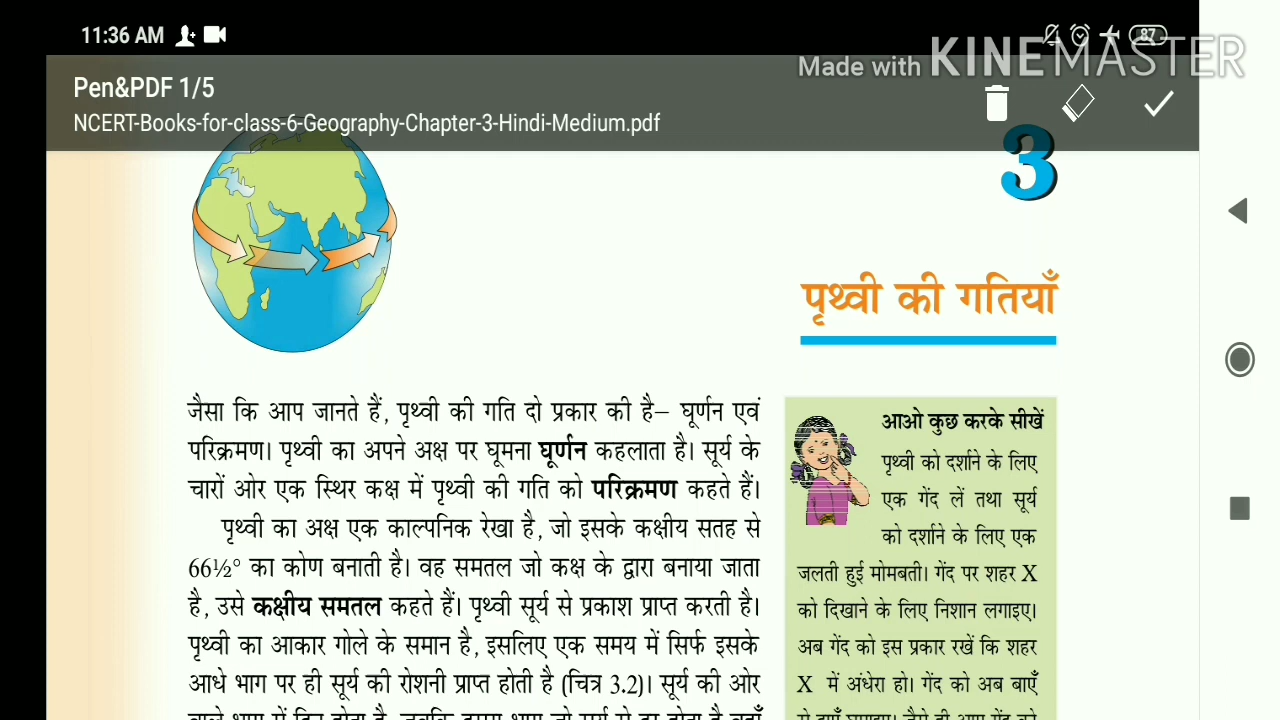 11:36 AM
87
Made with KINEMASTER
Pen&PDF 1/5
NCERT-Books-for-class-6-Geography-Chapter-3-Hindi-Medium.pdf
3
पृथ्वी की गतियाँ
जैसा कि आप जानते हैं, पृथ्वी की गति दो प्रकार की है– घूर्णन एवं
परिक्रमण। पृथ्वी का अपने अक्ष पर घूमना घूर्णन कहलाता है। सूर्य के
चारों ओर एक स्थिर कक्ष में पृथ्वी की गति को परिक्रमण कहते हैं।
पृथ्वी का अक्ष एक काल्पनिक रेखा है, जो इसके कक्षीय सतह से
66½° का कोण बनाती है। वह समतल जो कक्ष के द्वारा बनाया जाता
है, उसे कक्षीय समतल कहते हैं। पृथ्वी सूर्य से प्रकाश प्राप्त करती है।
पृथ्वी का आकार गोले के समान है, इसलिए एक समय में सिर्फ इसके
आधे भाग पर ही सूर्य की रोशनी प्राप्त होती है (चित्र 3.2)। सूर्य की ओर
आओ कुछ करके सीखें
पृथ्वी को दर्शाने के लिए
एक गेंद लें तथा सूर्य
को दर्शाने के लिए एक
जलती हुई मोमबती। गेंद पर शहर X
को दिखाने के लिए निशान लगाइए।
अब गेंद को इस प्रकार रखें कि शहर
X में अंधेरा हो। गेंद को अब बाएँ